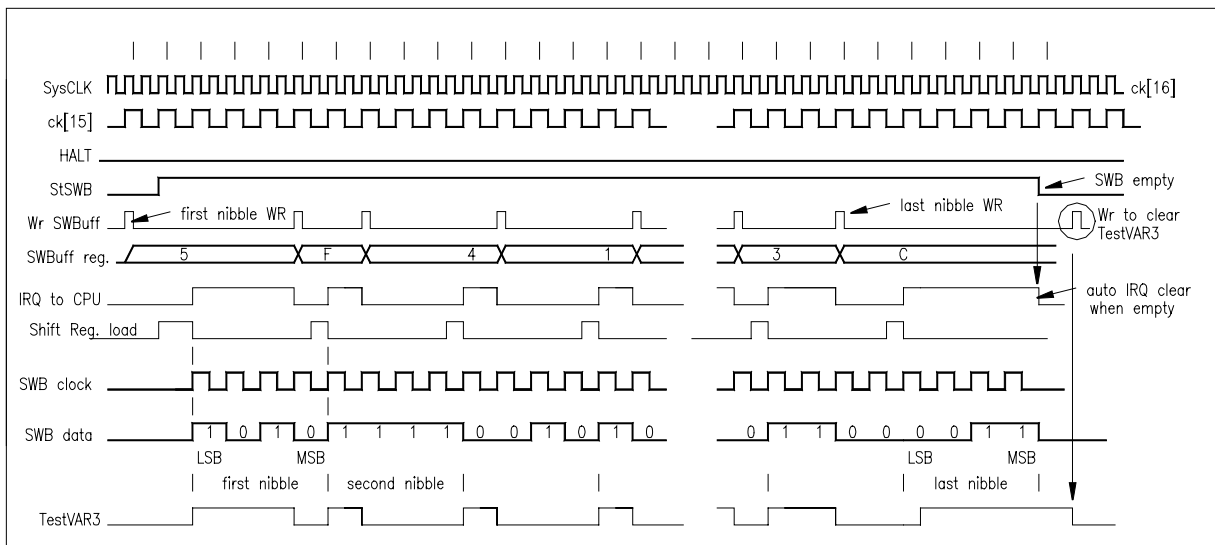 SysCLK ck[16]
ck[15]
HALT
StSWB SWB empty
Wr SWBuff first nibble WR last nibble WR Wr to clear
TestVAR3
SWBuff reg. 5 F 4 1 3 C
IRQ to CPU auto IRQ clear
when empty
Shift Reg. load
SWB clock
SWB data 1 0 1 0 1 1 1 1 0 0 1 0 1 0 0 1 1 0 0 0 0 1 1
LSB MSB LSB MSB
first nibble second nibble last nibble
TestVAR3